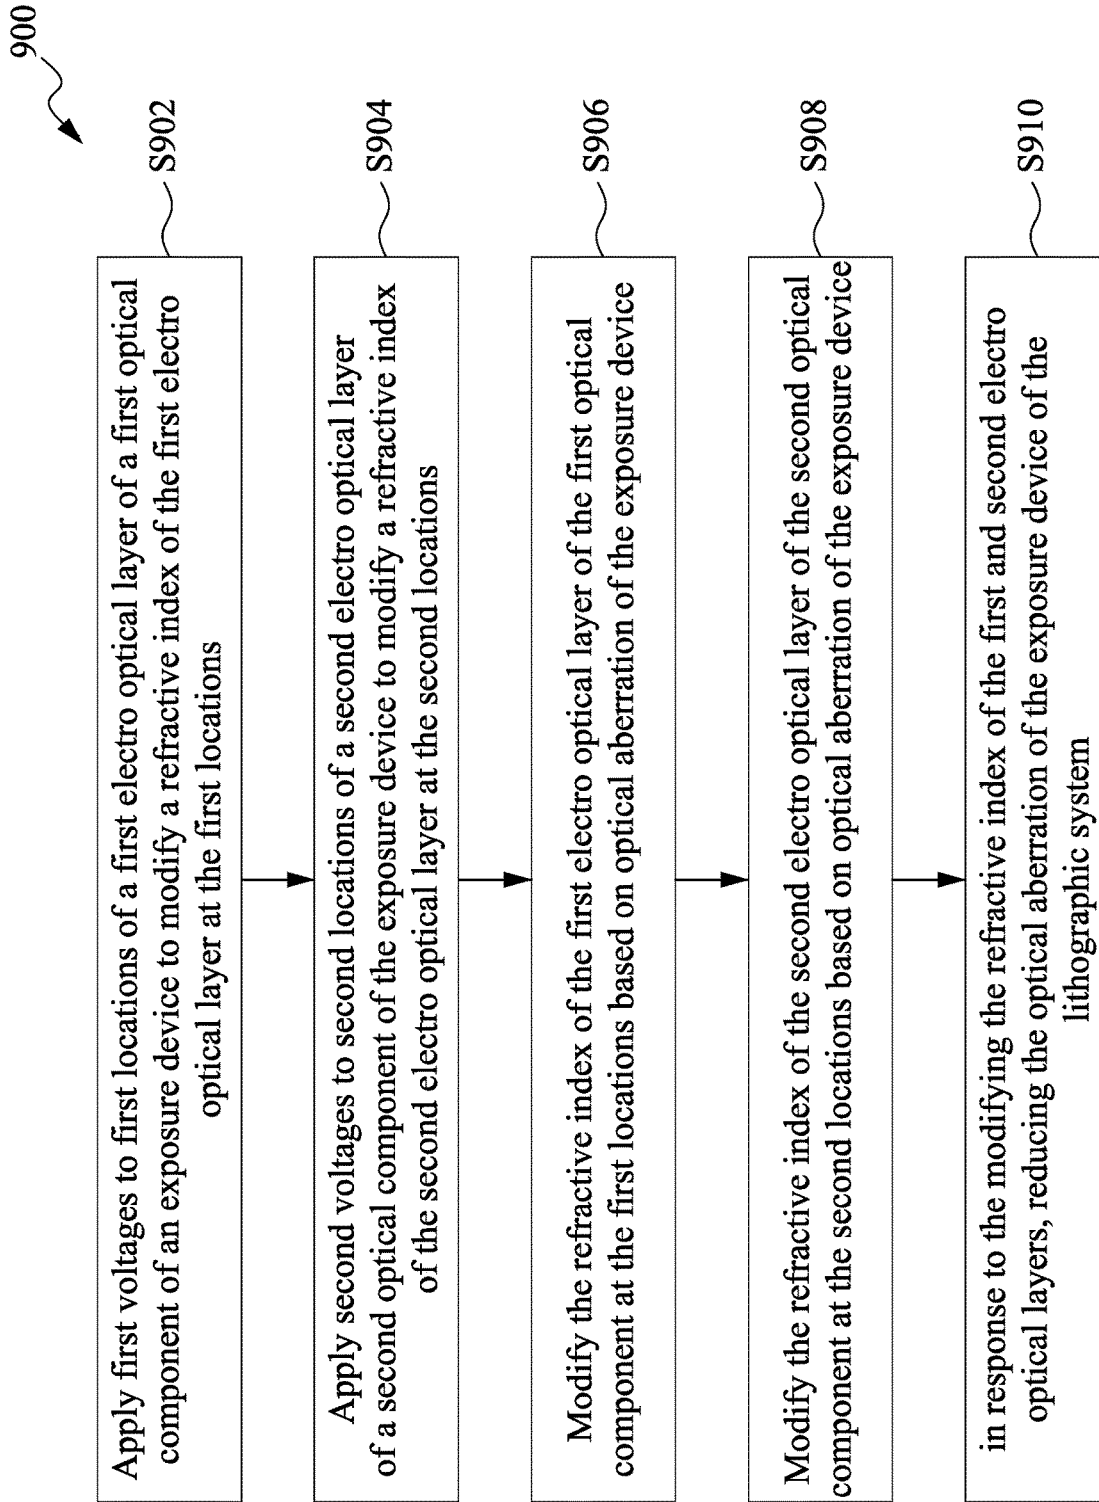 900
Apply first voltages to first locations of a first electro optical layer of a first optical
component of an exposure device to modify a refractive index of the first electro
optical layer at the first locations
S902
Apply second voltages to second locations of a second electro optical layer
of a second optical component of the exposure device to modify a refractive index
of the second electro optical layer at the second locations
S904
Modify the refractive index of the first electro optical layer of the first optical
component at the first locations based on optical aberration of the exposure device
S906
Modify the refractive index of the second electro optical layer of the second optical
component at the second locations based on optical aberration of the exposure device
S908
in response to the modifying the refractive index of the first and second electro
optical layers, reducing the optical aberration of the exposure device of the
lithographic system
S910